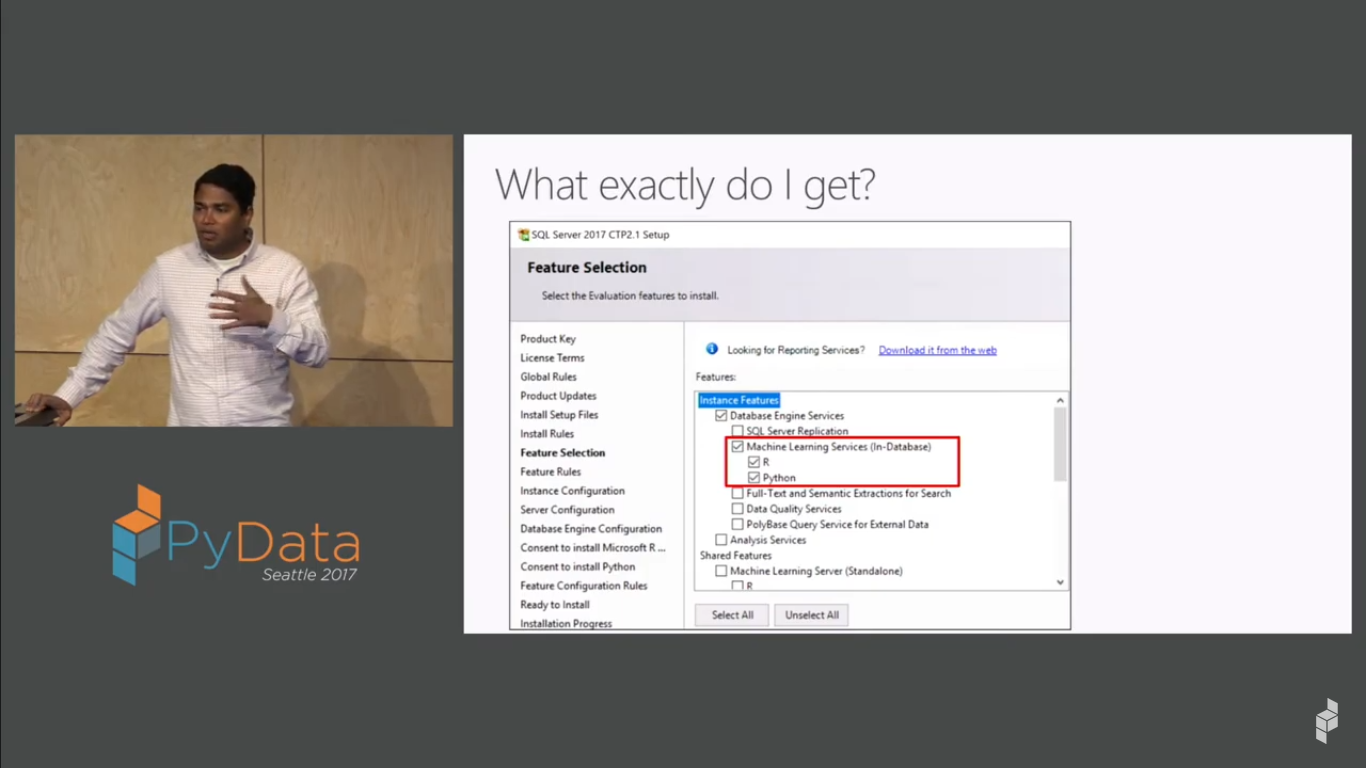 What exactly do I get?
SQL Server 2017 CTP2.1 Setup
Feature Selection
Select the Evaluation features to install.
Product Key
License Terms
Global Rules
Product Updates
Install Setup Files
Install Rules
Feature Selection
Feature Rules
Instance Configuration
Server Configuration
Database Engine Configuration
Consent to install Microsoft R ...
Consent to install Python
Feature Configuration Rules
Ready to Install
Installation Progress
Looking for Reporting Services? Download it from the web
Features:
Instance Features
Database Engine Services
SQL Server Replication
Machine Learning Services (In-Database)
R
Python
Full-Text and Semantic Extractions for Search
Data Quality Services
PolyBase Query Service for External Data
Analysis Services
Shared Features
Machine Learning Server (Standalone)
R
Select All Unselect All
PyData
Seattle 2017